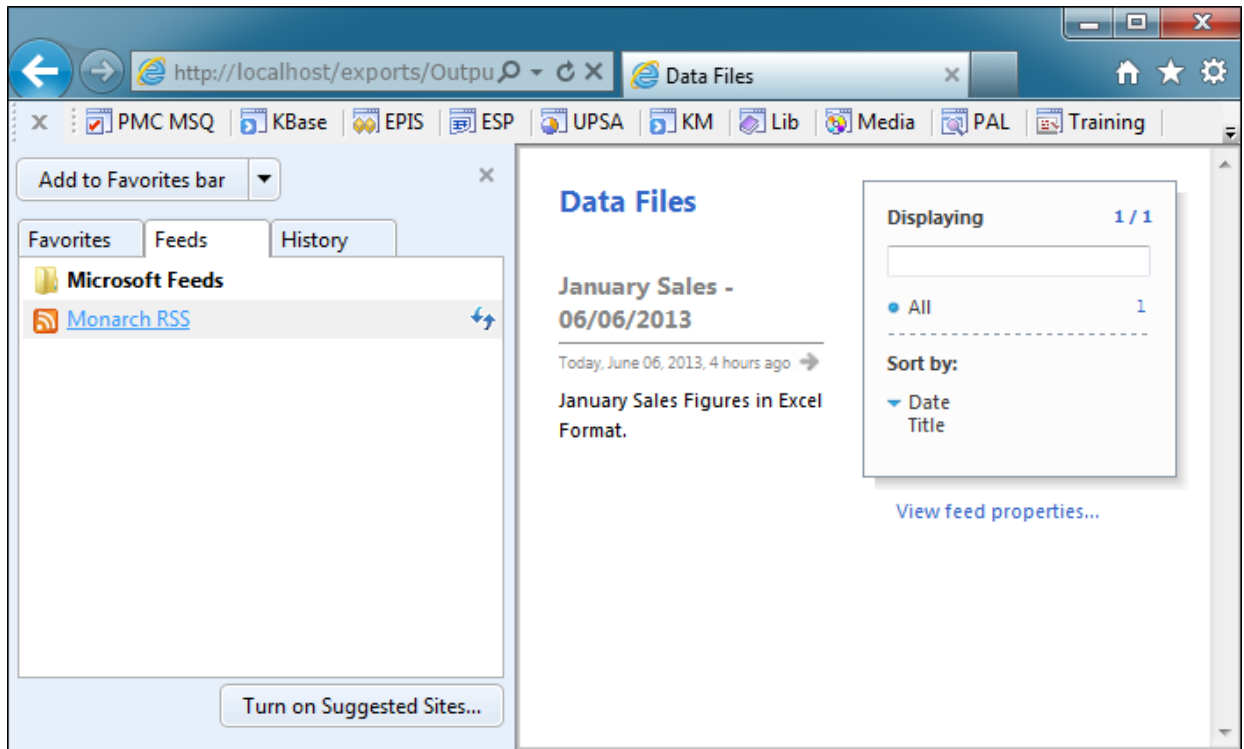 http://localhost/exports/Outpu
Data Files
PMC MSQ
KBase
EPIS
ESP
UPSA
KM
Lib
Media
PAL
Training
Add to Favorites bar
Favorites
Feeds
History
Microsoft Feeds
Monarch RSS
Turn on Suggested Sites...
Data Files
January Sales -
06/06/2013
Today, June 06, 2013, 4 hours ago
January Sales Figures in Excel
Format.
Displaying 1 / 1
All 1
Sort by:
Date
Title
View feed properties...